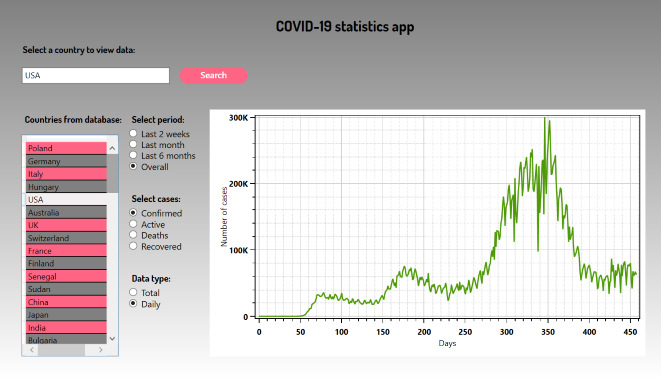 COVID-19 statistics app
Select a country to view data:
USA
Search
Countries from database:
Poland
Germany
Italy
Hungary
USA
Australia
UK
Switzerland
France
Finland
Senegal
Sudan
China
Japan
India
Bulgaria
Select period:
Last 2 weeks
Last month
Last 6 months
Overall
Select cases:
Confirmed
Active
Deaths
Recovered
Data type:
Total
Daily
Number of cases
300K
200K
100K
0
0 50 100 150 200 250 300 350 400 450
Days